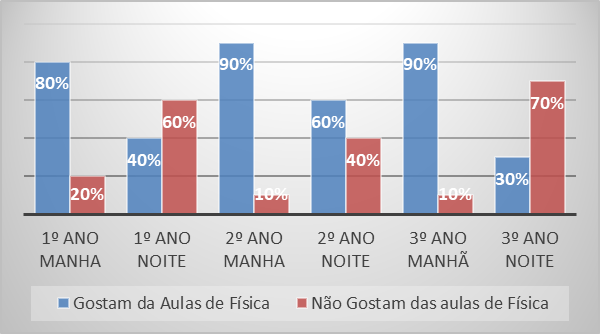 80%
20%
40%
60%
90%
10%
60%
40%
90%
10%
30%
70%
1º ANO MANHA
1º ANO NOITE
2º ANO MANHA
2º ANO NOITE
3º ANO MANHÃ
3º ANO NOITE
Gostam da Aulas de Física
Não Gostam das aulas de Física